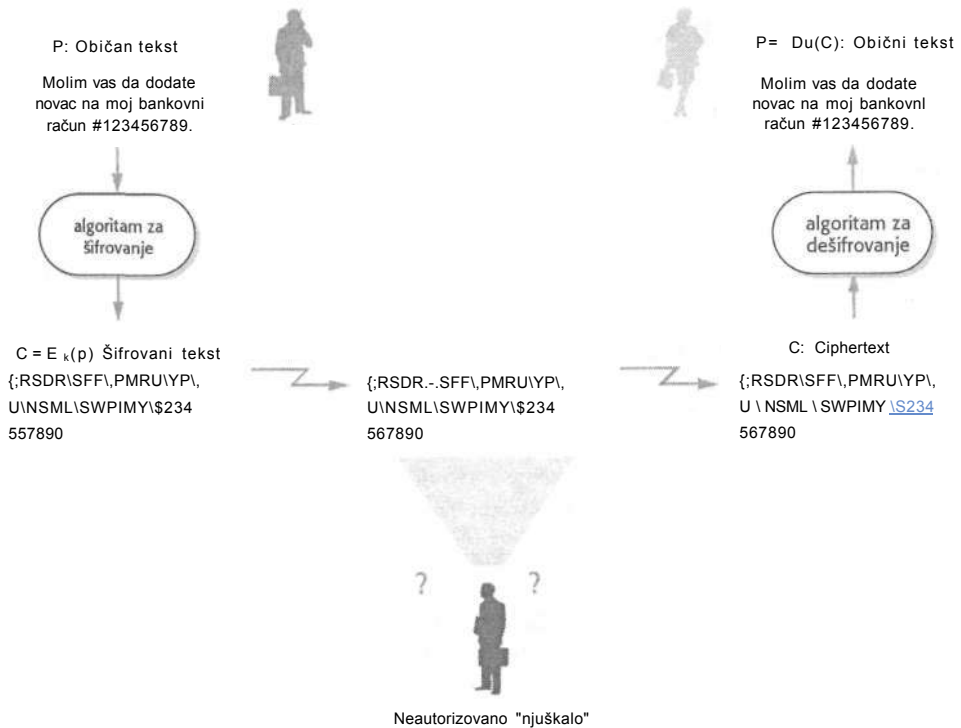 P: Običan tekst
Molim vas da dodate
novac na moj bankovni
račun #123456789.
algoritam za
šifrovanje
C = E k(p) Šifrovani tekst
{;RSDR\SFF\,PMRU\YP\,
U\NSML\SWPIMY\$234
557890
{;RSDR.-.SFF\,PMRU\YP\,
U\NSML\SWPIMY\$234
567890
? ?
Neautorizovano "njuškalo"
P= Du(C): Obični tekst
Molim vas da dodate
novac na moj bankovnl
račun #123456789.
algoritam za
dešifrovanje
C: Ciphertext
{;RSDR\SFF\,PMRU\YP\,
U \ NSML \ SWPIMY \S234
567890